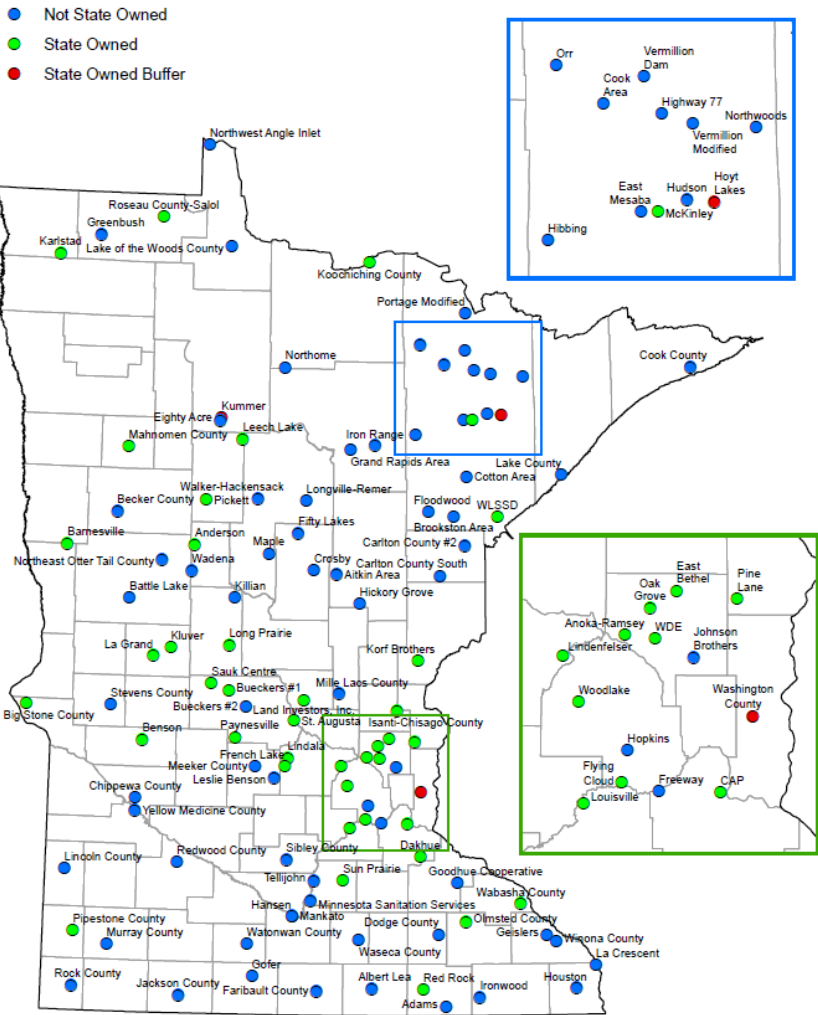 Not State Owned
State Owned
State Owned Buffer
Orr
Vermillion
Dam
Cook
Area
Highway 77
Northwoods
Vermillion
Modified
Hoyt
Lakes
East
Mesaba
Hudson
McKinley
Hibbing
Northwest Angle Inlet
Roseau County-Salol
Greenbush
Karlstad
Lake of the Woods County
Koochiching County
Portage Modified
Northome
Cook County
Kummer
Eighty Acre
Mahnomen County
Leech Lake
Iron Range
Grand Rapids Area
Lake County
Cotton Area
Walker-Hackensack
Pickett
Longville-Remer
Becker County
Floodwood
WLSSD
Brookston Area
Fifty Lakes
Barnesville
Anderson
Maple
Carlton County #2
Northeast Otter Tail County
Wadena
Crosby
Aitkin Area
Carlton County South
Battle Lake
Killian
Hickory Grove
La Grand
Kluver
Long Prairie
Korf Brothers
Sauk Centre
Bueckers #1
Mille Laos County
Stevens County
Bueckers #2
Land Investors, Inc.
Big Stone County
St. Augusta
Isanti-Chisago County
Benson
Paynesville
French Lake
Lindala
Meeker County
Leslie Benson
Chippewa County
Yellow Medicine County
East
Bethel
Oak
Grove
Pine
Lane
Anoka-Ramsey
WDE
Johnson
Brothers
Lindenfelser
Woodlake
Washington
County
Hopkins
Flying
Cloud
Louisville
Freeway
CAP
Lincoln County
Redwood County
Sibley County
Dakhue
Sun Prairie
Goodhue Cooperative
Tellijohn
Wabasha County
Hansen
Minnesota Sanitation Services
Mankato
Pipestone County
Murray County
Watonwan County
Dodge County
Olmsted County
Geislers
Winona County
Waseca County
La Crescent
Rock County
Jackson County
Gofer
Faribault County
Albert Lea
Red Rock
Adams
Ironwood
Houston